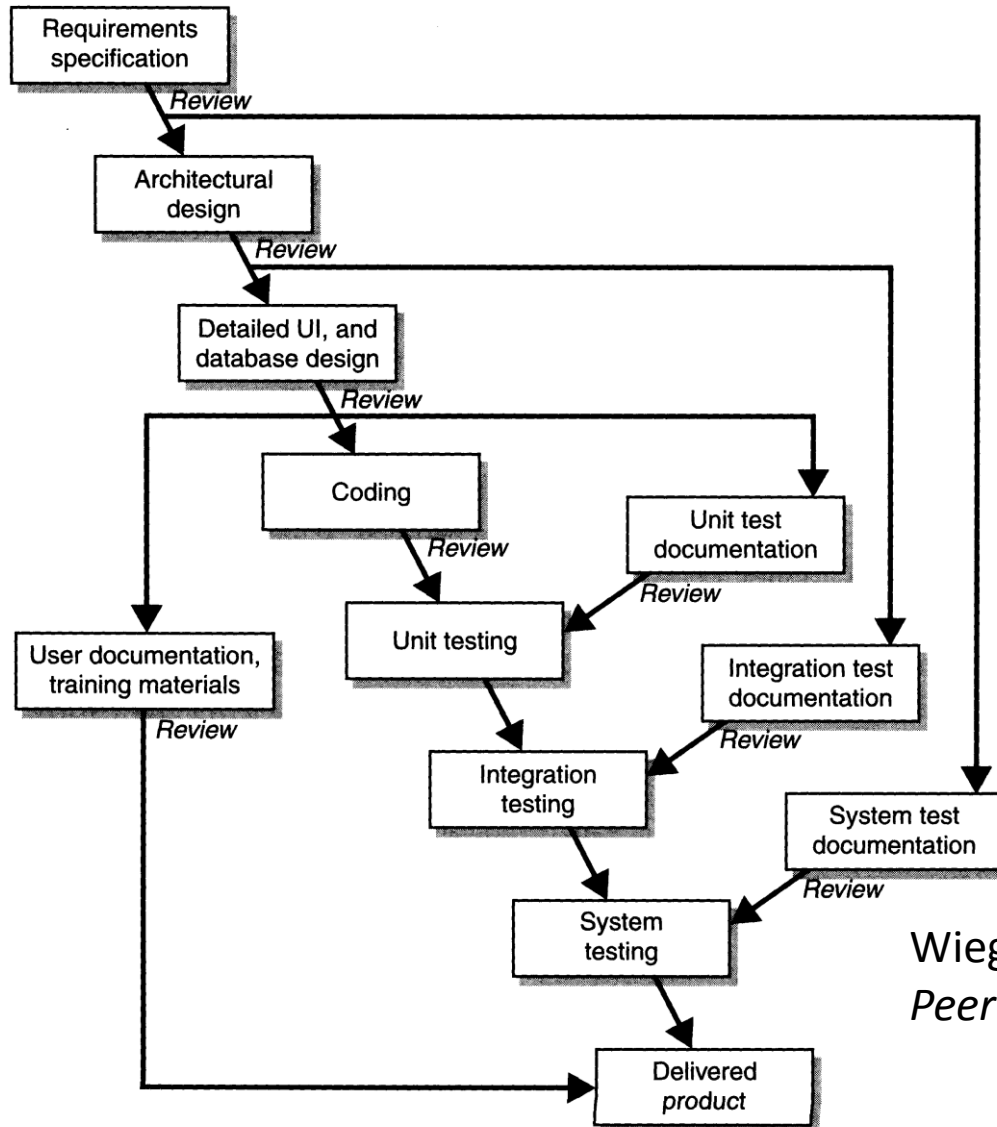 Requirements
specification
Review
Architectural
design
Review
Detailed UI, and
database design
Review
Coding
Review
Unit test
documentation
Review
Unit testing
User documentation,
training materials
Review
Integration test
documentation
Review
Integration
testing
System test
documentation
Review
System
testing
Wieg
Peer
Delivered
product